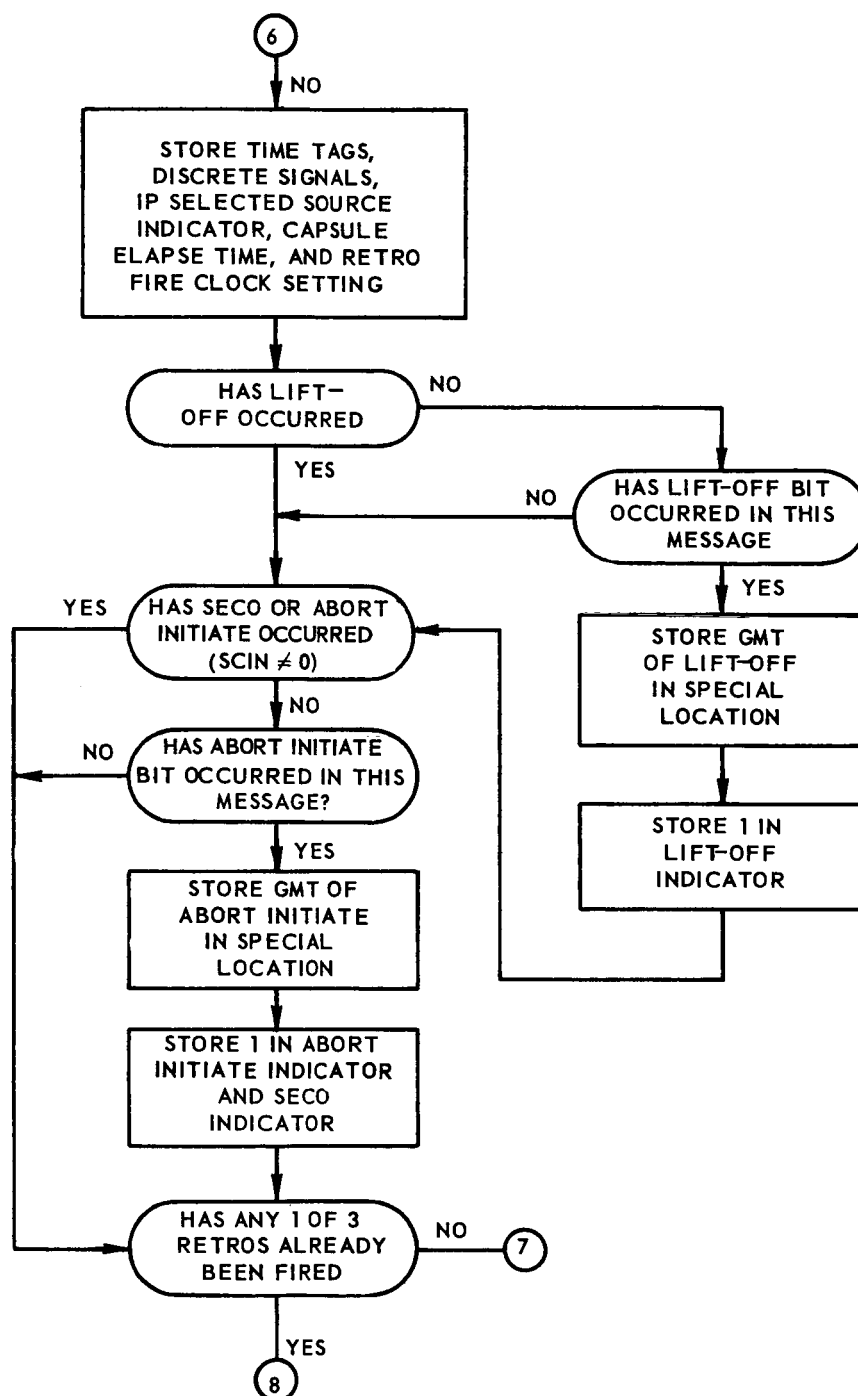 6
NO
STORE TIME TAGS,
DISCRETE SIGNALS,
IP SELECTED SOURCE
INDICATOR, CAPSULE
ELAPSE TIME, AND RETRO
FIRE CLOCK SETTING
HAS LIFT-
OFF OCCURRED
NO
YES
HAS LIFT-OFF BIT
OCCURRED IN THIS
MESSAGE
NO
YES
STORE GMT
OF LIFT-OFF
IN SPECIAL
LOCATION
STORE 1 IN
LIFT-OFF
INDICATOR
YES
HAS SECO OR ABORT
INITIATE OCCURRED
(SCIN ≠ 0)
NO
NO
HAS ABORT INITIATE
BIT OCCURRED IN THIS
MESSAGE?
YES
STORE GMT OF
ABORT INITIATE
IN SPECIAL
LOCATION
STORE 1 IN ABORT
INITIATE INDICATOR
AND SECO
INDICATOR
HAS ANY 1 OF 3
RETROS ALREADY
BEEN FIRED
NO
7
YES
8